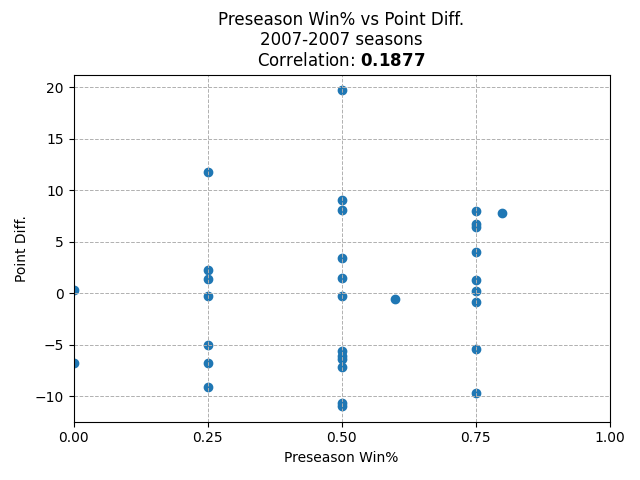 Preseason Win% vs Point Diff.
2007-2007 seasons
Correlation: 0.1877
Point Diff.
20
15
10
5
0
−5
−10
0.00 0.25 0.50 0.75 1.00
Preseason Win%